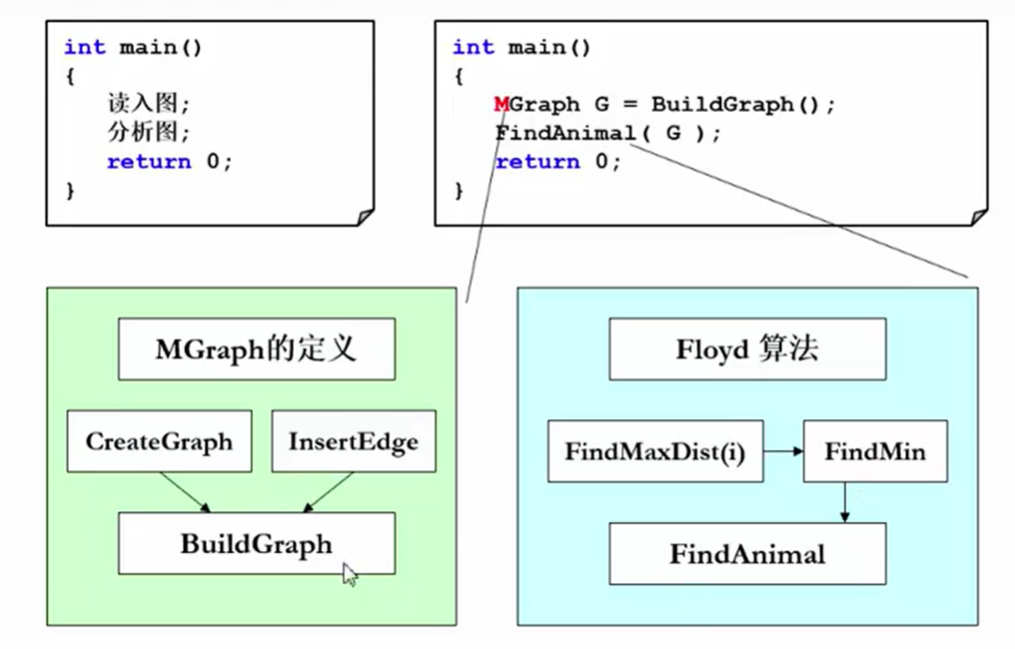 int main()
{
读入图;
分析图;
return 0;
}
int main()
{
MGraph G = BuildGraph();
FindAnimal( G );
return 0;
}
MGraph的定义
CreateGraph
InsertEdge
BuildGraph
Floyd 算法
FindMaxDist(i)
FindMin
FindAnimal